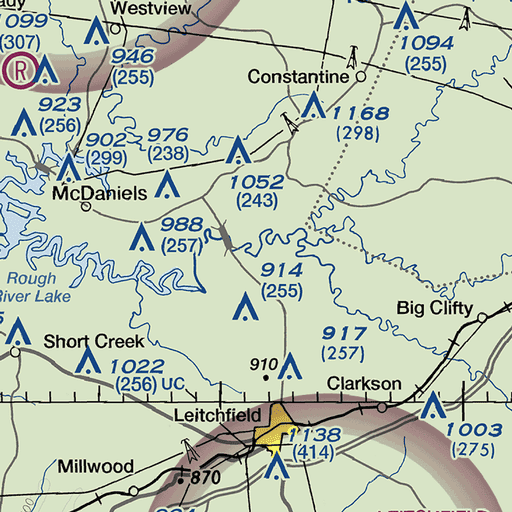 Westview
1099
(307)
R
946
(255)
1094
(255)
Constantine
923
(256)
1168
(298)
902
(299)
976
(238)
McDaniels
1052
(243)
988
(257)
914
(255)
Rough
River Lake
Big Clifty
917
(257)
Short Creek
1022
(256) UC
910
Clarkson
Leitchfield
1138
(414)
1003
(275)
Millwood
870